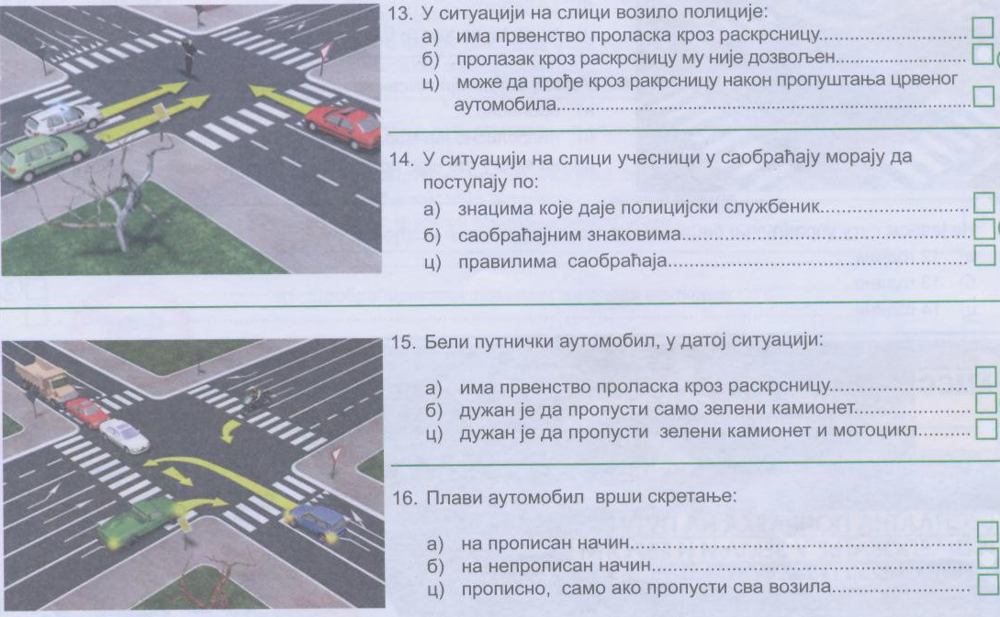 13. У ситуацији на слици возило полиције:
а) има првенство проласка кроз раскрсницу
б) пролазак кроз раскрсницу му није дозвољен
ц) може да прође кроз ракрсницу након пропуштања црвеног
аутомобила
14. У ситуацији на слици учесници у саобраћају морају да
поступају по:
а) знацима које даје полицијски службеник
б) саобраћајним знаковима
ц) правилима саобраћаја
15. Бели путнички аутомобил, у датој ситуацији:
а) има првенство проласка кроз раскрсницу
б) дужан је да пропусти само зелени камионет
ц) дужан је да пропусти зелени камионет и мотоцикл
16. Плави аутомобил врши скретање:
а) на прописан начин
б) на непрописан начин
ц) прописно, само ако пропусти сва возила